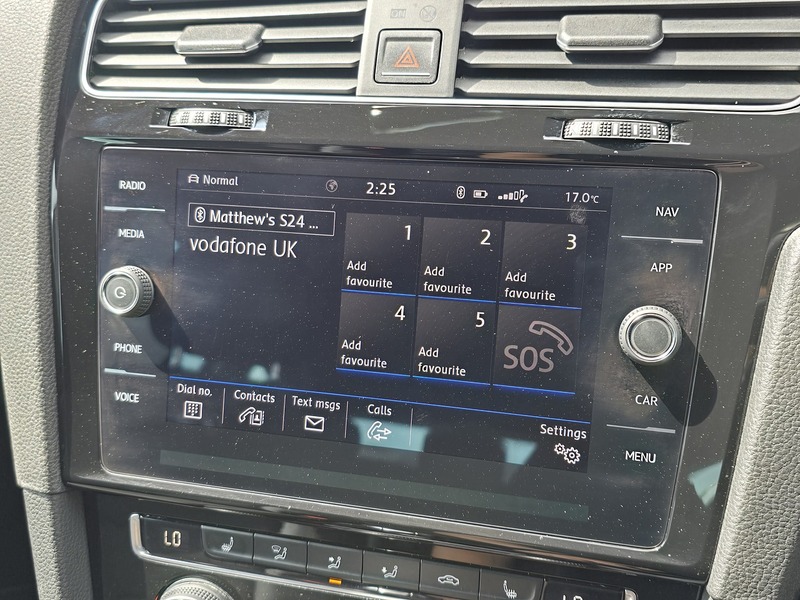 RADIO
MEDIA
PHONE
VOICE
Normal
2:25
17.0°C
Matthew's S24 ...
vodafone UK
1
Add
favourite
2
Add
favourite
3
Add
favourite
4
Add
favourite
5
Add
favourite
SOS
Dial no.
Contacts
Text msgs
Calls
Settings
NAV
APP
CAR
MENU
LO
LO